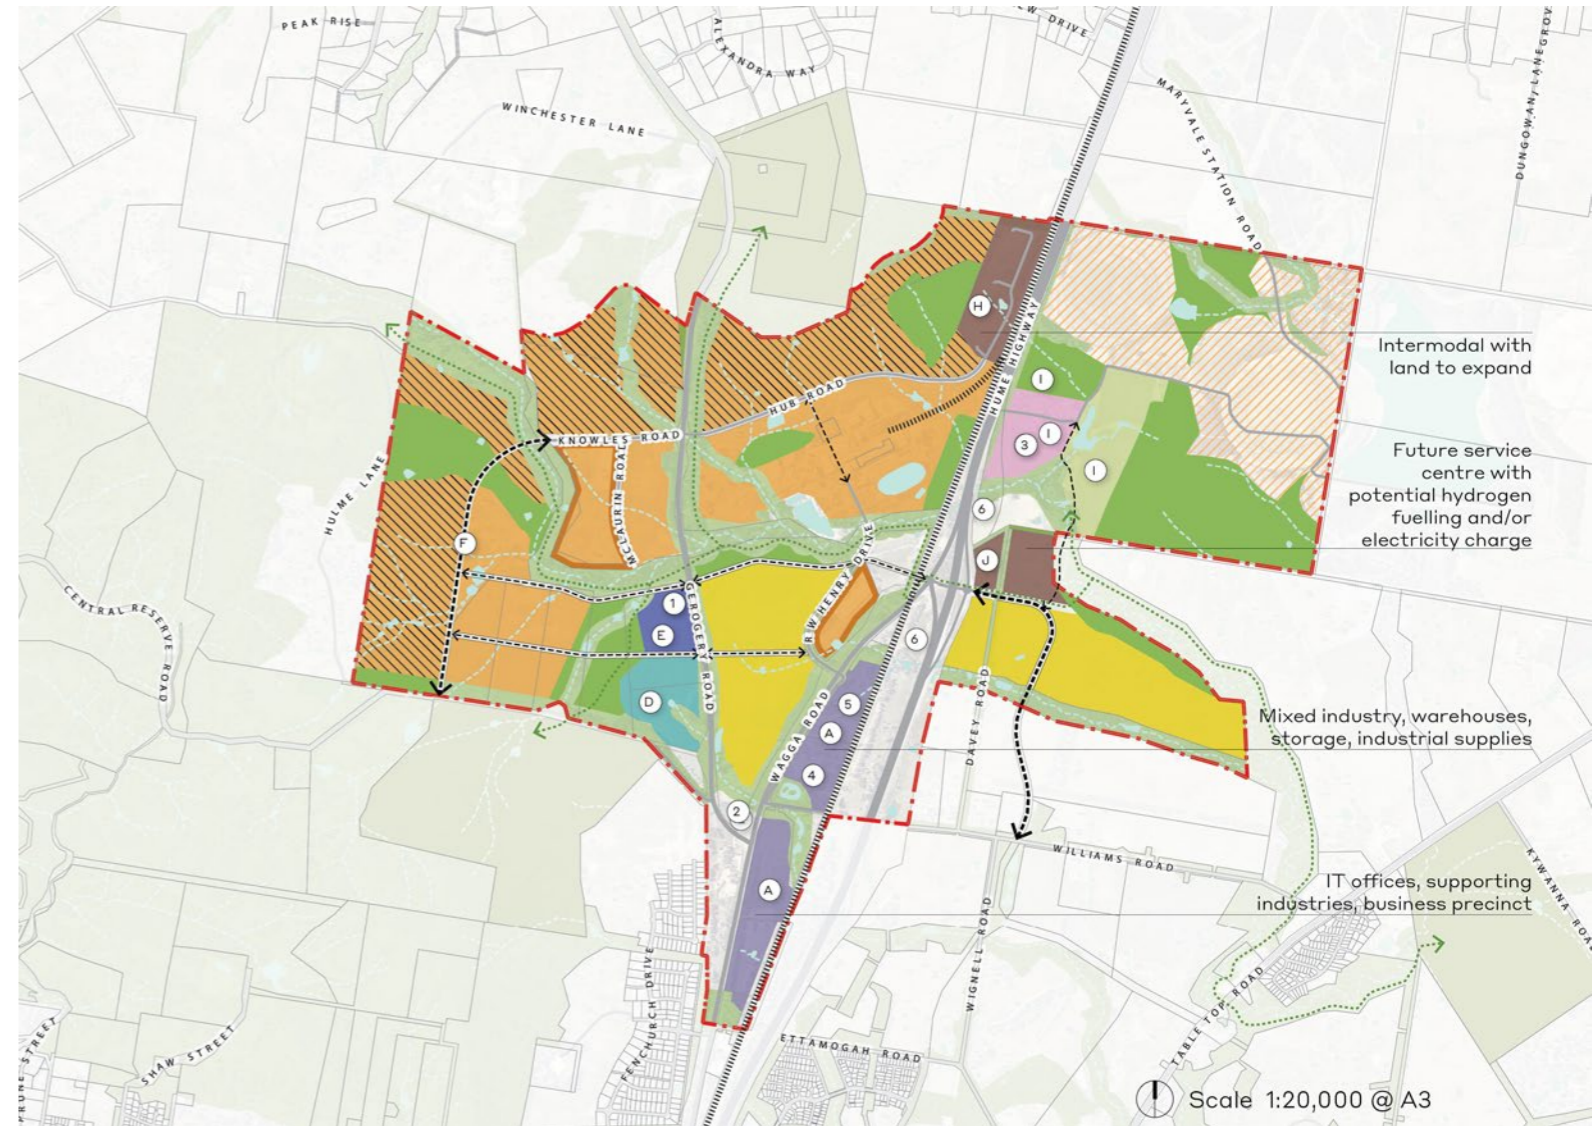 PEAK RISE
ALEXANDRA WAY
DRIVE
WINCHESTER LANE
MARYVALE STATION ROAD
DUNGOWAN/ LANEGROV
H
HUME HIGHWAY
Intermodal with
land to expand
I
HUB ROAD
KNOWLES ROAD
3
I
I
Future service
centre with
potential hydrogen
fuelling and/or
electricity charge
MCLAURIN ROAD
HULME LANE
6
F
R W HENRY DRIVE
J
CENTRAL RESERVE ROAD
1
E
GEROGERY ROAD
6
D
DAVEY ROAD
5
A
4
WAGGA ROAD
Mixed industry, warehouses,
storage, industrial supplies
2
WILLIAMS ROAD
KYWANNA ROAD
A
IT offices, supporting
industries, business precinct
WIGNELL ROAD
FENCHURCH DRIVE
TABLE TOP ROAD
ETTAMOGAH ROAD
SHAW STREET
PRUNE STREET
Scale 1:20,000 @ A3